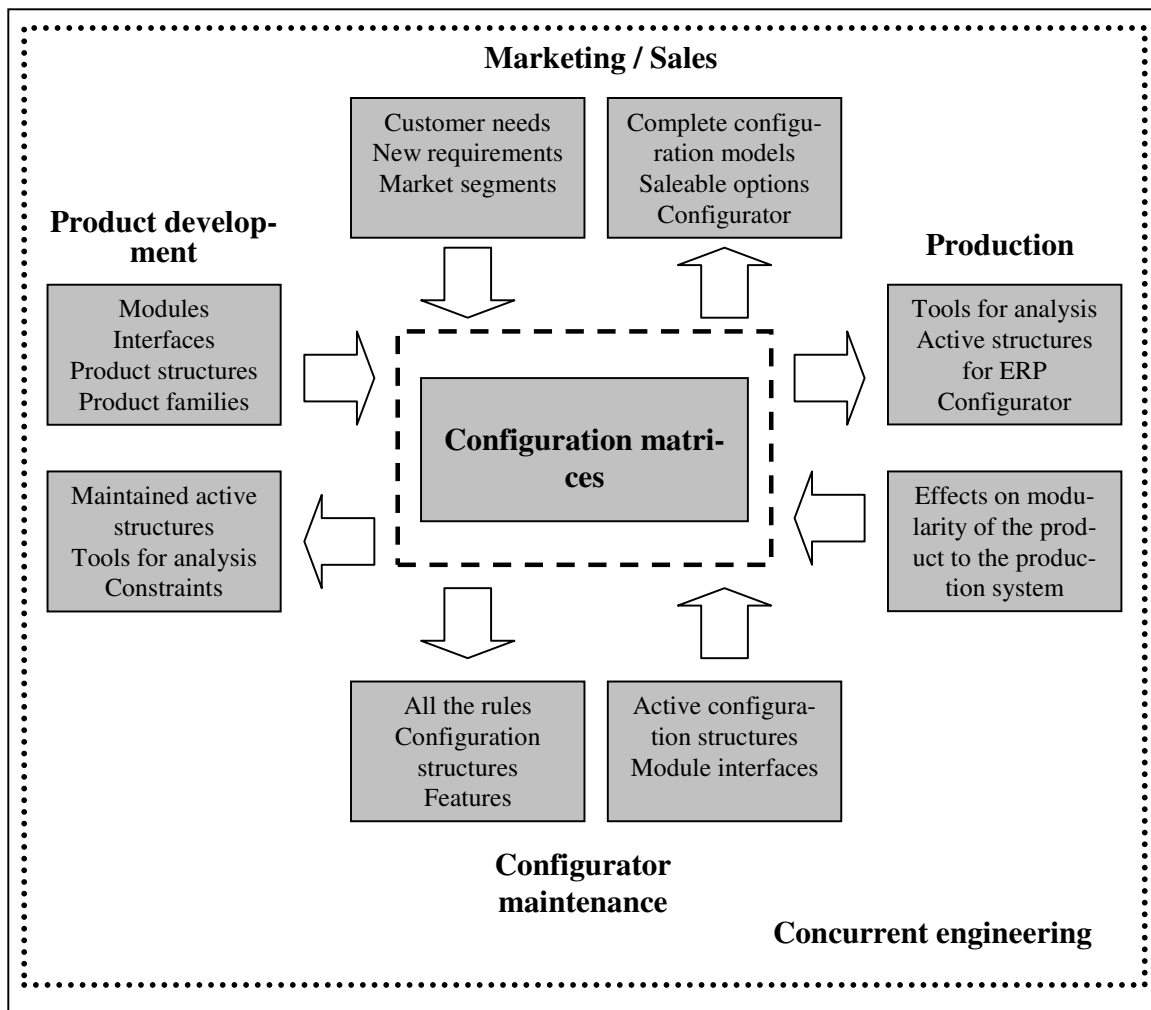 Marketing / Sales
Customer needs
New requirements
Market segments
Complete configu-
ration models
Saleable options
Configurator
Product develop-
ment
Modules
Interfaces
Product structures
Product families
Production
Tools for analysis
Active structures
for ERP
Configurator
Configuration matri-
ces
Maintained active
structures
Tools for analysis
Constraints
Effects on modu-
larity of the prod-
uct to the produc-
tion system
All the rules
Configuration
structures
Features
Active configura-
tion structures
Module interfaces
Configurator
maintenance
Concurrent engineering